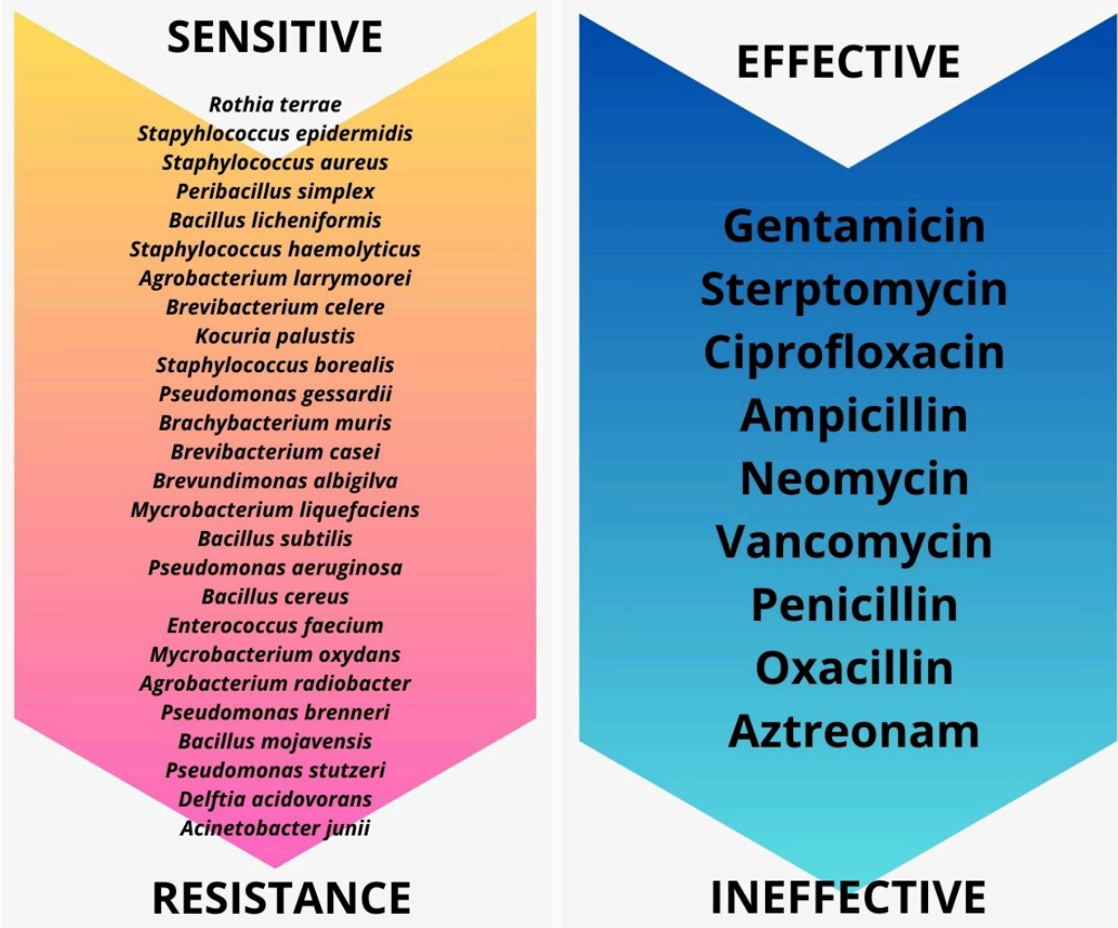 SENSITIVE
Rothia terrae
Stapyhlococcus epidermidis
Staphylococcus aureus
Peribacillus simplex
Bacillus licheniformis
Staphylococcus haemolyticus
Agrobacterium larrymoorei
Brevibacterium celere
Kocuria palustis
Staphylococcus borealis
Pseudomonas gessardii
Brachybacterium muris
Brevibacterium casei
Brevundimonas albigilva
Mycrobacterium liquefaciens
Bacillus subtilis
Pseudomonas aeruginosa
Bacillus cereus
Enterococcus faecium
Mycrobacterium oxydans
Agrobacterium radiobacter
Pseudomonas brenneri
Bacillus mojavensis
Pseudomonas stutzeri
Delftia acidovorans
Acinetobacter junii
RESISTANCE
EFFECTIVE
Gentamicin
Sterptomycin
Ciprofloxacin
Ampicillin
Neomycin
Vancomycin
Penicillin
Oxacillin
Aztreonam
INEFFECTIVE